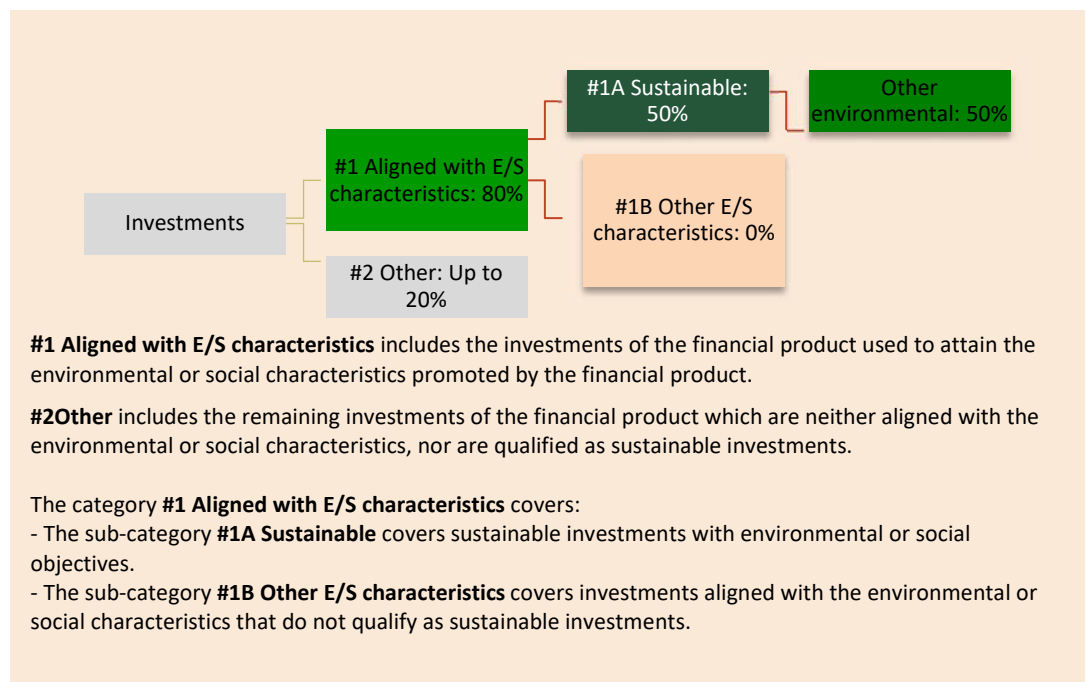 #1A Sustainable:
50%
Other
environmental: 50%
#1 Aligned with E/S
characteristics: 80%
Investments
#1B Other E/S
characteristics: 0%
#2 Other: Up to
20%
#1 Aligned with E/S characteristics includes the investments of the financial product used to attain the
environmental or social characteristics promoted by the financial product.
#2Other includes the remaining investments of the financial product which are neither aligned with the
environmental or social characteristics, nor are qualified as sustainable investments.
The category #1 Aligned with E/S characteristics covers:
- The sub-category #1A Sustainable covers sustainable investments with environmental or social
objectives.
- The sub-category #1B Other E/S characteristics covers investments aligned with the environmental or
social characteristics that do not qualify as sustainable investments.